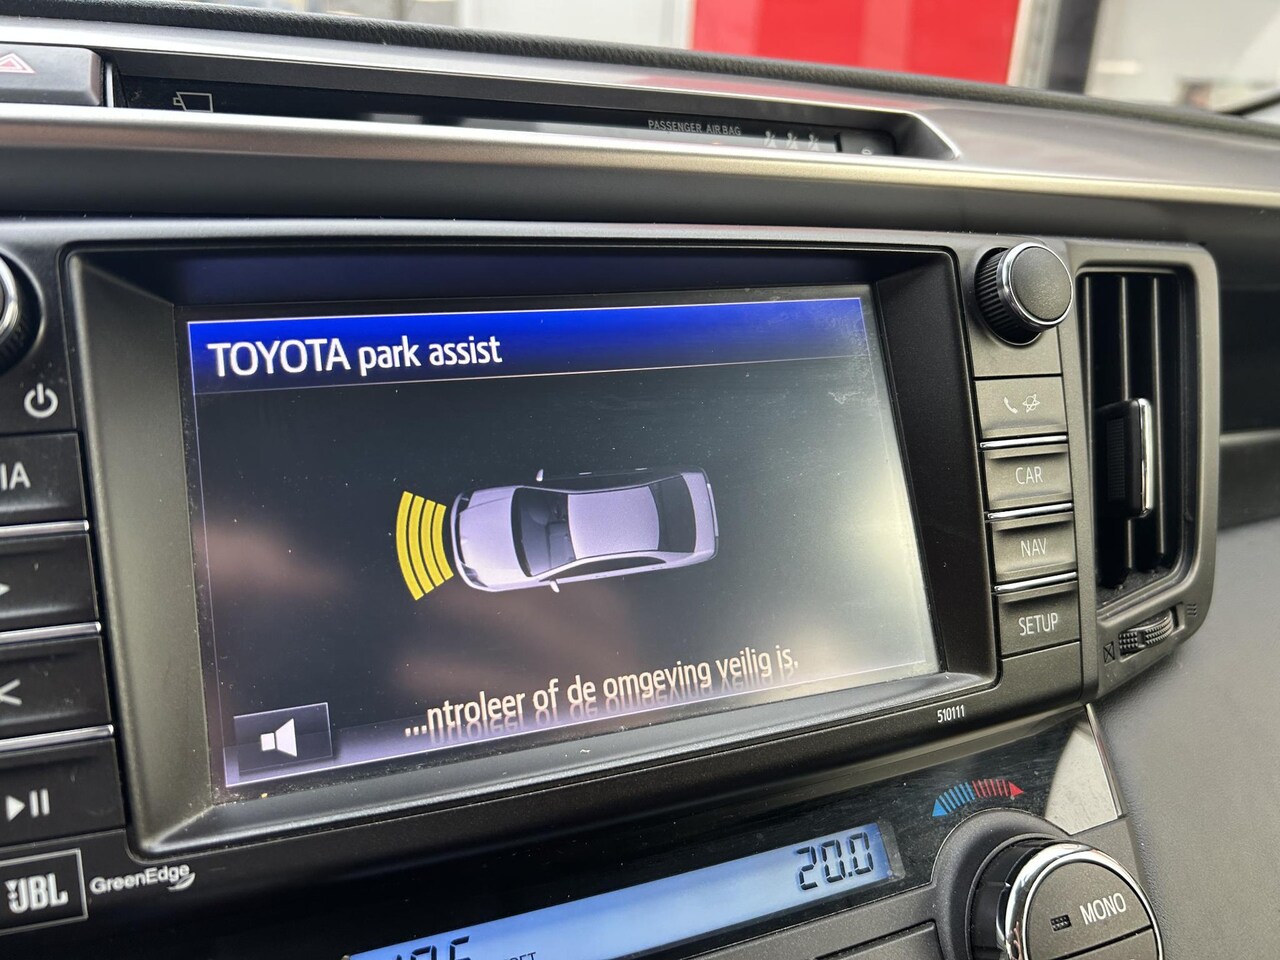 PASSENGER AIR BAG
TOYOTA park assist
IA
CAR
NAV
SETUP
...ntroleer of de omgeving veilig is.
510111
JBL
GreenEdge
20.0
MONO